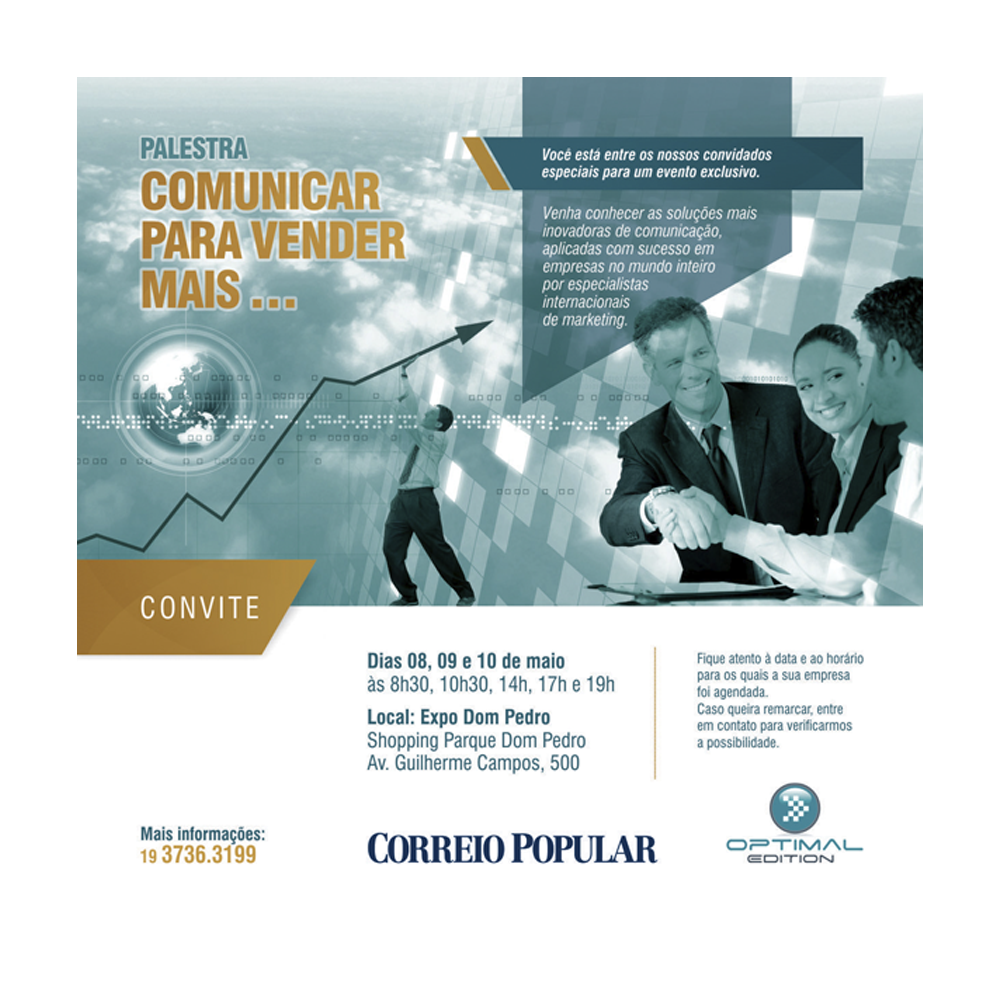 PALESTRA
COMUNICAR
PARA VENDER
MAIS ...
Você está entre os nossos convidados
especiais para um evento exclusivo.
Venha conhecer as soluções mais
inovadoras de comunicação,
aplicadas com sucesso em
empresas no mundo inteiro
por especialistas
internacionais
de marketing.
010101010101
CONVITE
Dias 08, 09 e 10 de maio
às 8h30, 10h30, 14h, 17h e 19h
Local: Expo Dom Pedro
Shopping Parque Dom Pedro
Av. Guilherme Campos, 500
Fique atento à data e ao horário
para os quais a sua empresa
foi agendada.
Caso queira remarcar, entre
em contato para verificarmos
a possibilidade.
Mais informações:
19 3736.3199
CORREIO POPULAR
OPTIMAL
EDITION